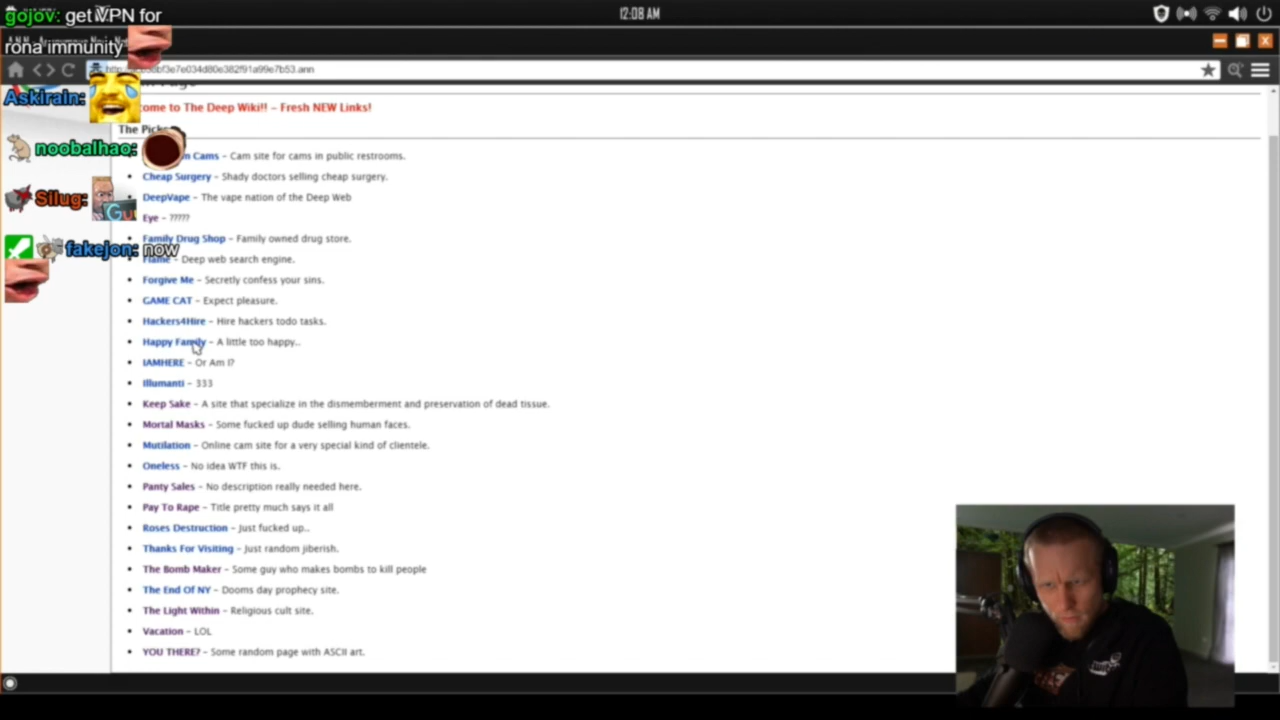 gojov: get VPN for
rona immunity
12:08 AM
Askirain:
noobalhao:
Silug:
fakejon: now
come to The Deep Wiki!! – Fresh NEW Links!
The Picks
Cams – Cam site for cams in public restrooms.
Cheap Surgery – Shady doctors selling cheap surgery.
DeepVape – The vape nation of the Deep Web
Eye – ?????
Family Drug Shop – Family owned drug store.
Flame – Deep web search engine.
Forgive Me – Secretly confess your sins.
GAME CAT – Expect pleasure.
Hackers4Hire – Hire hackers todo tasks.
Happy Family – A little too happy..
IAMHERE – Or Am I?
Illumanti – 333
Keep Sake – A site that specialize in the dismemberment and preservation of dead tissue.
Mortal Masks – Some fucked up dude selling human faces.
Mutilation – Online cam site for a very special kind of clientele.
Oneless – No idea WTF this is.
Panty Sales – No description really needed here.
Pay To Rape – Title pretty much says it all
Roses Destruction – Just fucked up..
Thanks For Visiting – Just random jiberish.
The Bomb Maker – Some guy who makes bombs to kill people
The End Of NY – Dooms day prophecy site.
The Light Within – Religious cult site.
Vacation – LOL
YOU THERE? – Some random page with ASCII art.